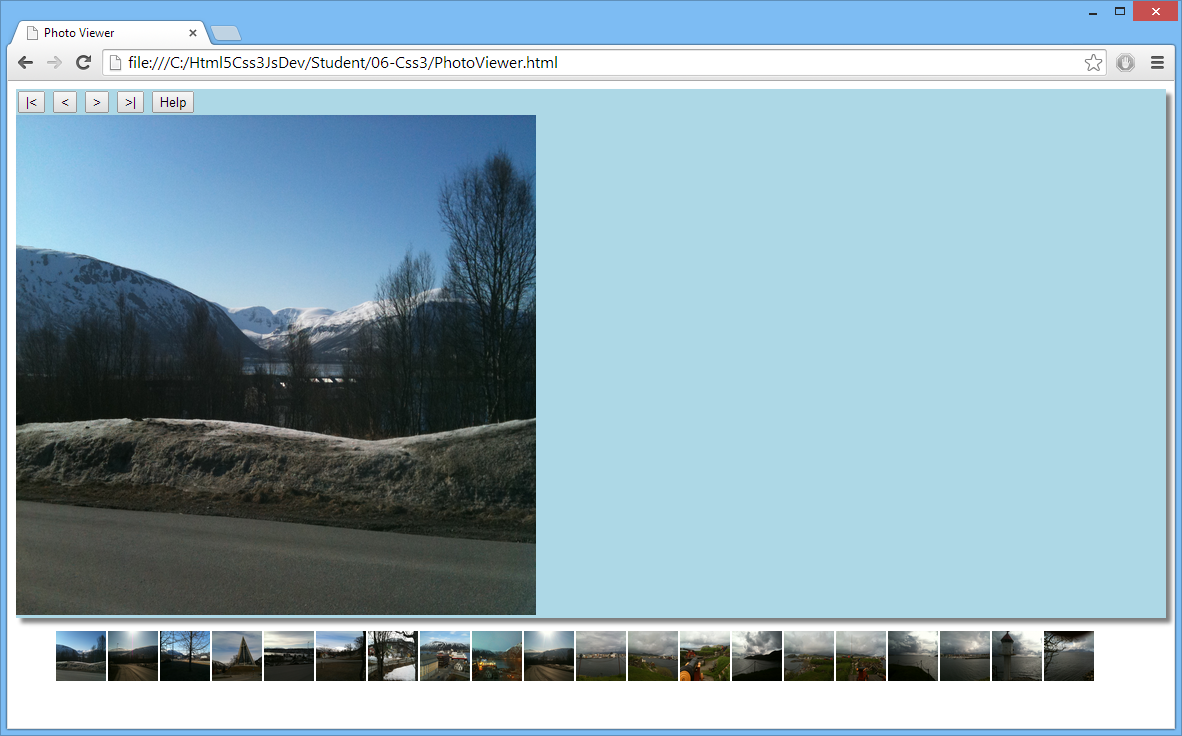 Photo Viewer
file:///C:/Html5Css3JsDev/Student/06-Css3/PhotoViewer.html
|< < > >| Help